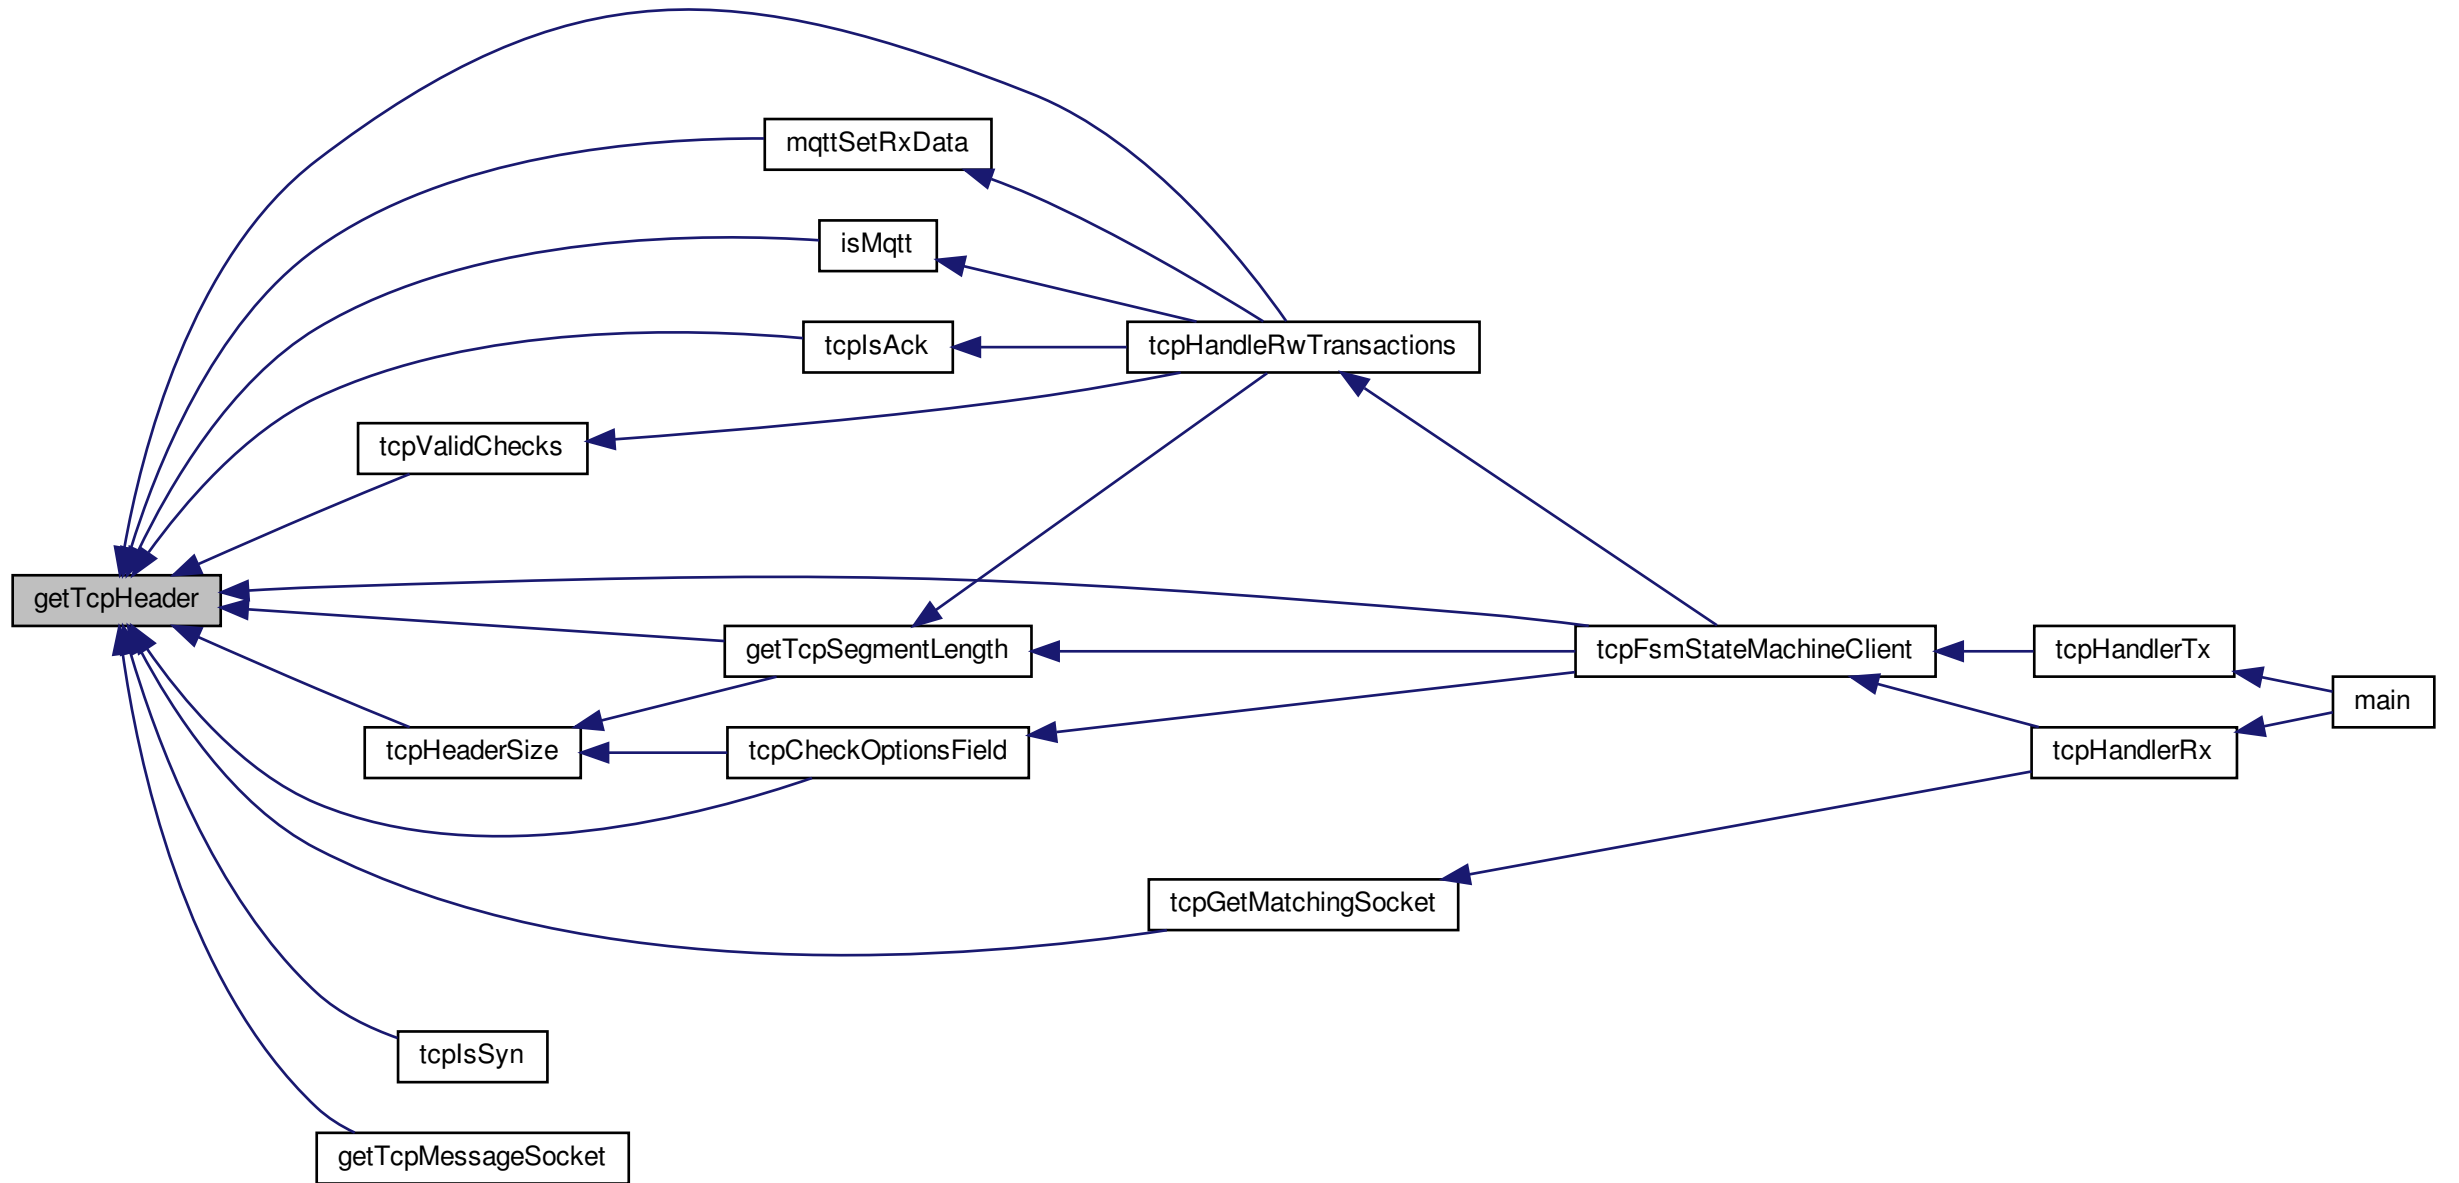 mqttSetRxData
isMqtt
tcpIsAck
tcpHandleRwTransactions
tcpValidChecks
getTcpHeader
getTcpSegmentLength
tcpFsmStateMachineClient
tcpHandlerTx
main
tcpHeaderSize
tcpCheckOptionsField
tcpHandlerRx
tcpGetMatchingSocket
tcpIsSyn
getTcpMessageSocket